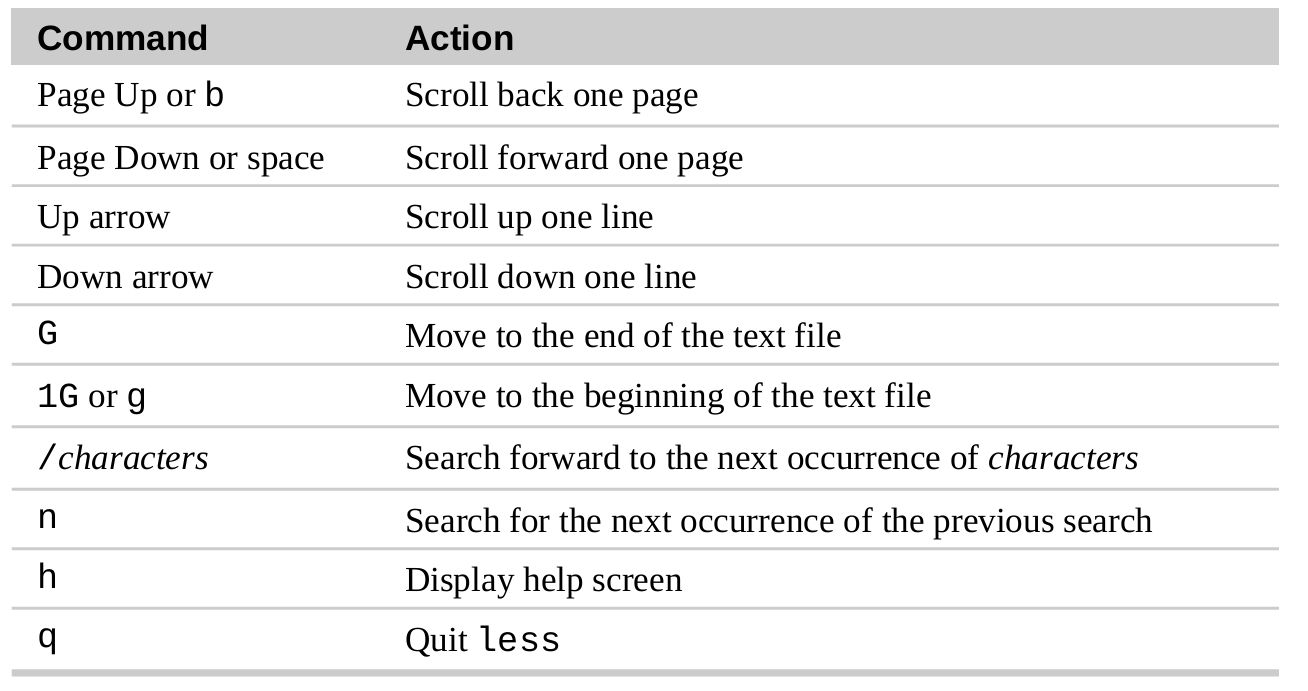 Command Action
Page Up or b Scroll back one page
Page Down or space Scroll forward one page
Up arrow Scroll up one line
Down arrow Scroll down one line
G Move to the end of the text file
1G or g Move to the beginning of the text file
/characters Search forward to the next occurrence of characters
n Search for the next occurrence of the previous search
h Display help screen
q Quit less